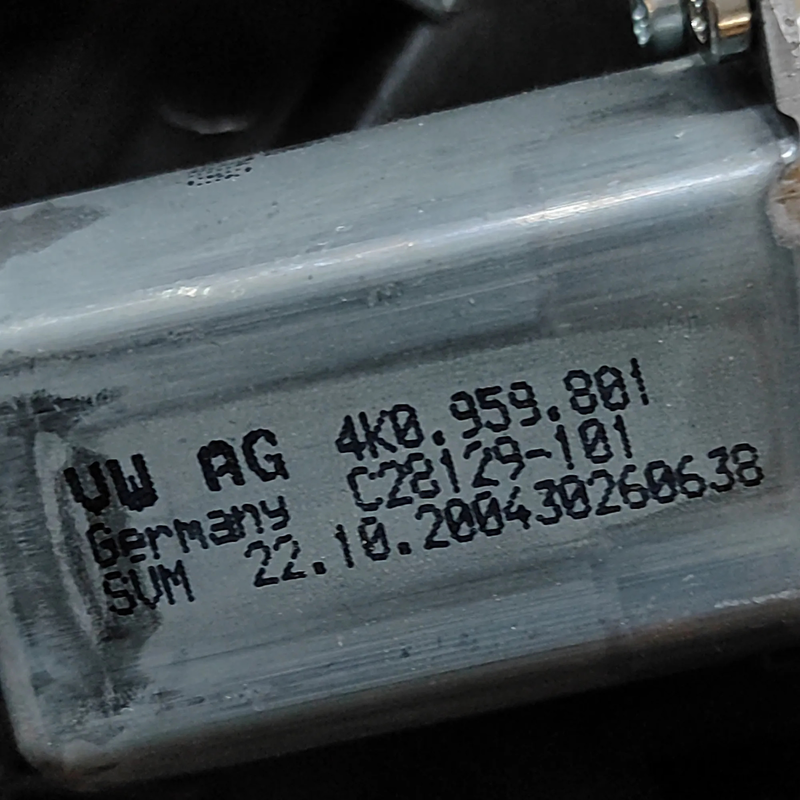 VW AG 4K0.959.801
Germany C28129-101
SVM 22.10.200430260638